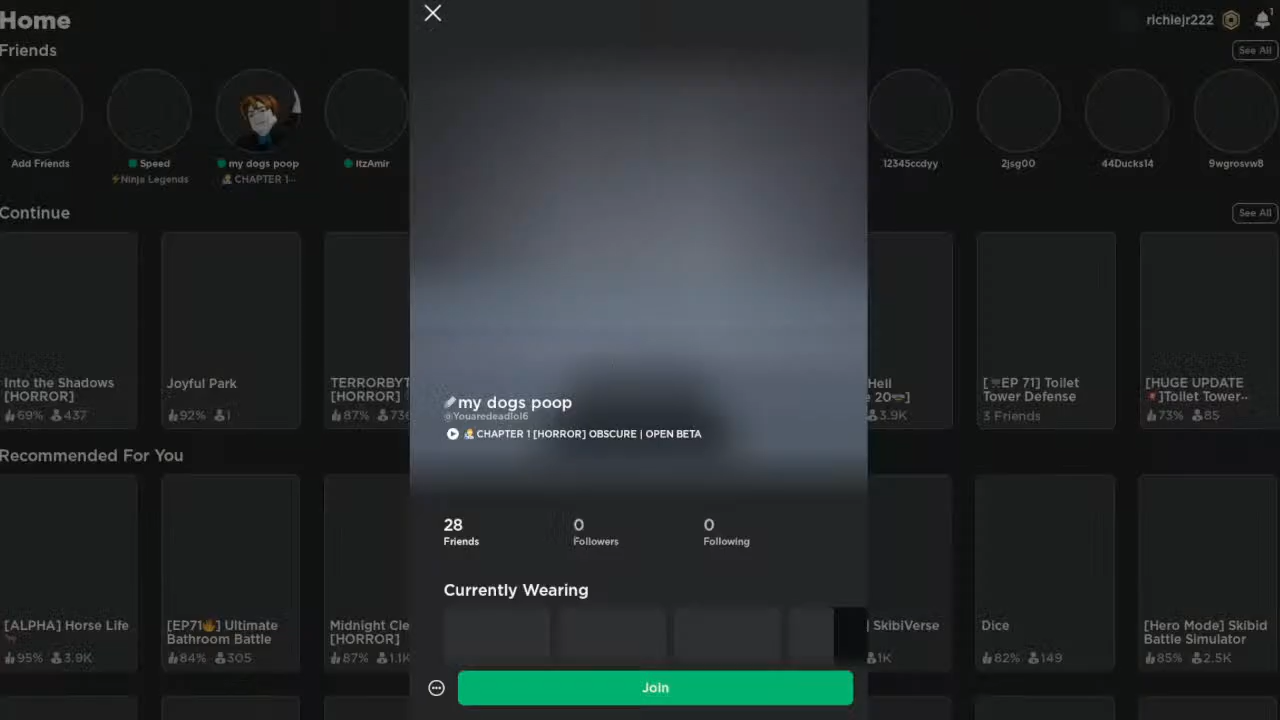 Home
richiejr222
1
Friends
See All
Add Friends
Speed
⚡Ninja Legends
my dogs poop
CHAPTER 1...
ItzAmir
12345ccdyy
2jsg00
44Ducks14
9wgrosvw8
Continue
See All
Into the Shadows
[HORROR]
69% 437
Joyful Park
92% 1
TERRORBYT
[HORROR]
87% 736
Hell
20
]
3.9K
[ EP 71] Toilet
Tower Defense
3 Friends
[HUGE UPDATE
]Toilet Tower..
73% 85
my dogs poop
@Youaredeadlol6
CHAPTER 1 [HORROR] OBSCURE | OPEN BETA
28
Friends
0
Followers
0
Following
Currently Wearing
Join
Recommended For You
[ALPHA] Horse Life
95% 3.9K
[EP71🔥] Ultimate
Bathroom Battle
84% 305
Midnight Cle
[HORROR]
87% 1.1K
| SkibiVerse
1K
Dice
82% 149
[Hero Mode] Skibid
Battle Simulator
85% 2.5K